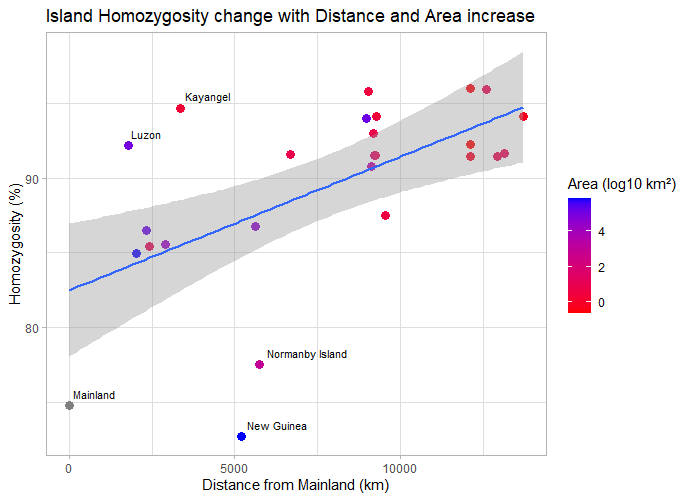 Island Homozygosity change with Distance and Area increase
Kayangel
Luzon
Normanby Island
Mainland
New Guinea
90
80
Homozygosity (%)
0
5000
10000
Distance from Mainland (km)
Area (log10 km²)
4
2
0